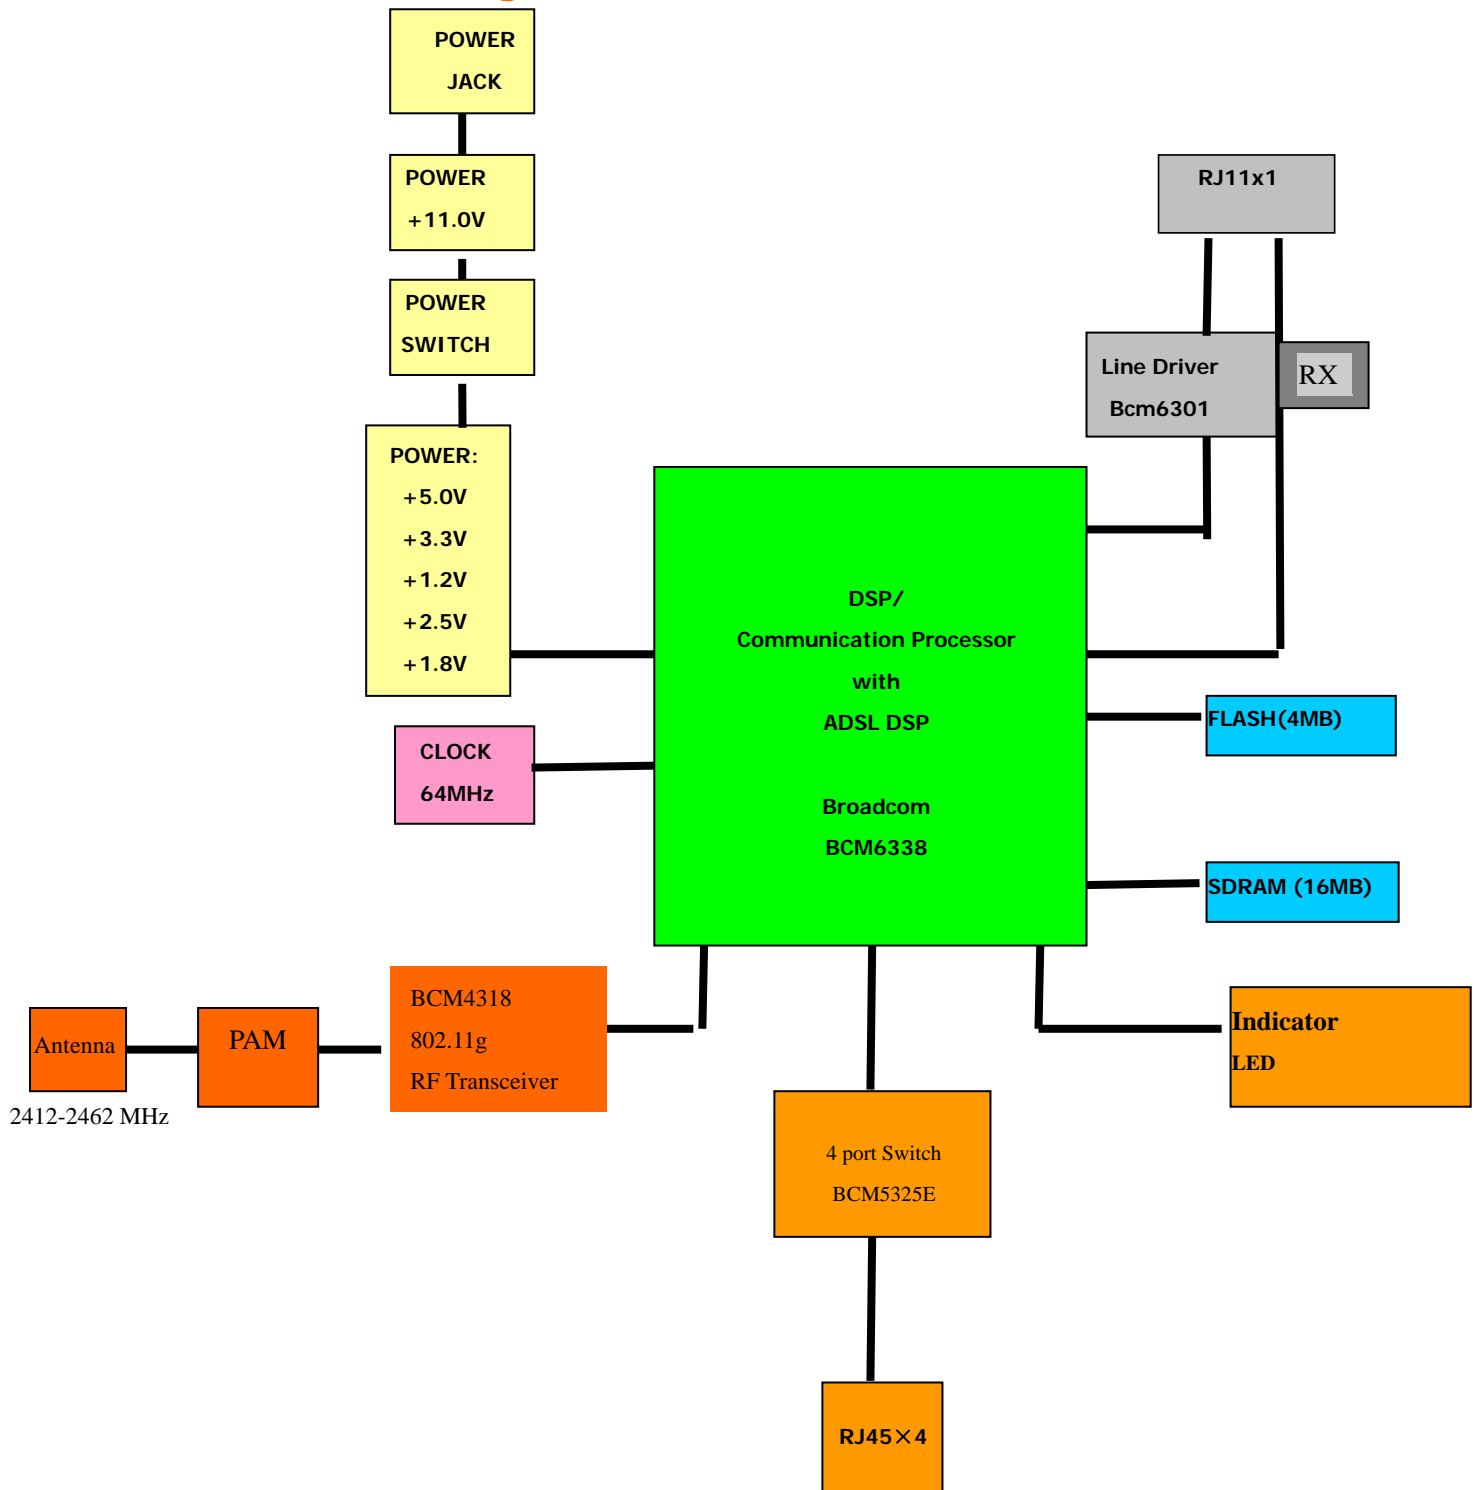 POWER
JACK
POWER
+11.0V
POWER
SWITCH
POWER:
+5.0V
+3.3V
+1.2V
+2.5V
+1.8V
CLOCK
64MHz
RJ11x1
Line Driver
Bcm6301
RX
DSP/
Communication Processor
with
ADSL DSP
Broadcom
BCM6338
FLASH(4MB)
SDRAM (16MB)
Antenna
2412-2462 MHz
PAM
BCM4318
802.11g
RF Transceiver
4 port Switch
BCM5325E
Indicator
LED
RJ45×4